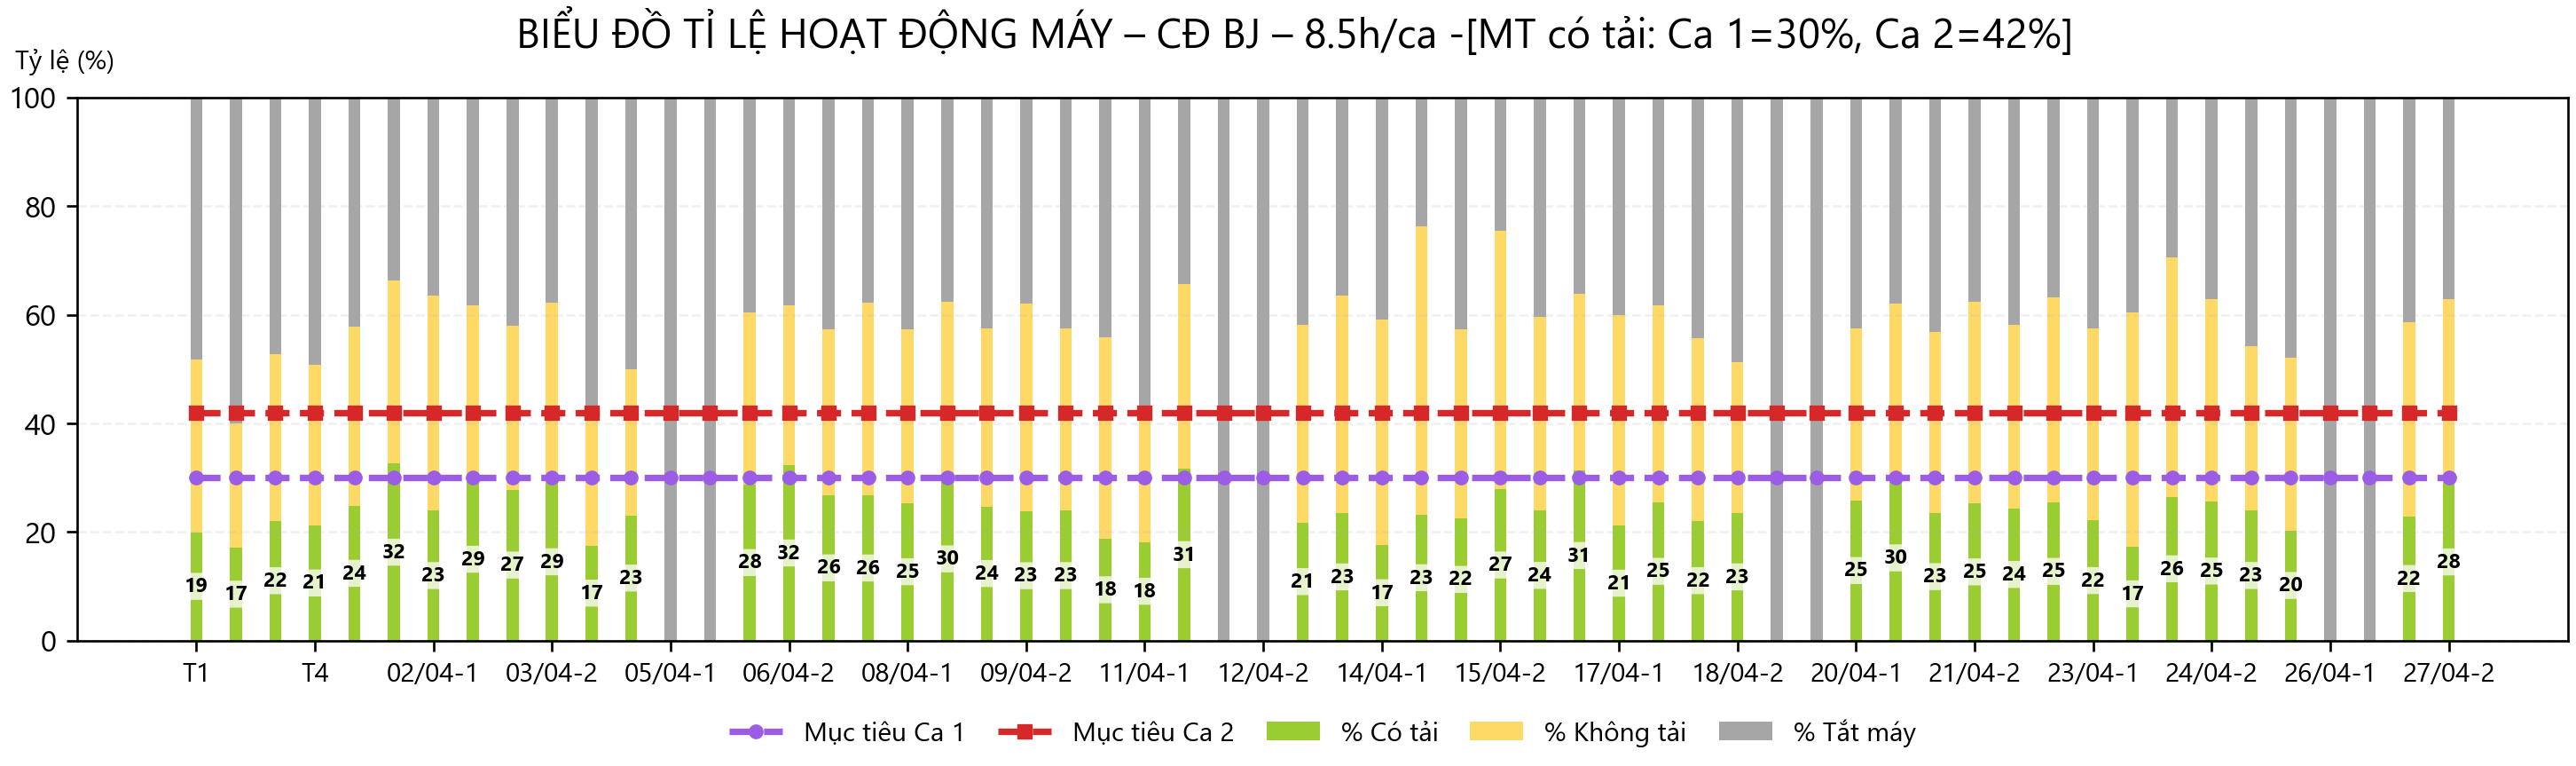 BIỂU ĐỒ TỈ LỆ HOẠT ĐỘNG MÁY – CĐ BJ – 8.5h/ca -[MT có tải: Ca 1=30%, Ca 2=42%]
Tỷ lệ (%)
100
80
60
40
20
0
19 17 22 21 24 32 23 29 27 29 17 23 28 32 26 26 25 30 24 23 23 18 18 31 21 23 17 23 22 27 24 31 21 25 22 23 25 30 23 25 24 25 22 17 26 25 23 20 22 28
T1 T4 02/04-1 03/04-2 05/04-1 06/04-2 08/04-1 09/04-2 11/04-1 12/04-2 14/04-1 15/04-2 17/04-1 18/04-2 20/04-1 21/04-2 23/04-1 24/04-2 26/04-1 27/04-2
Mục tiêu Ca 1 Mục tiêu Ca 2 % Có tải % Không tải % Tắt máy